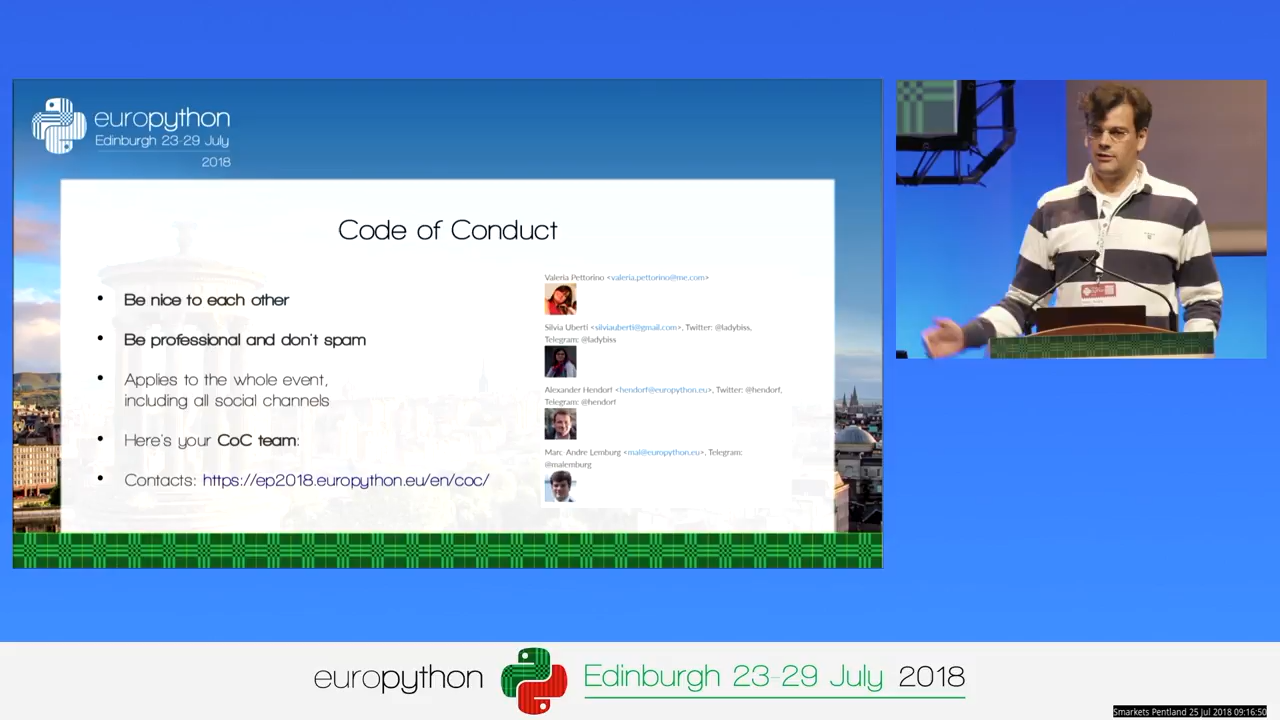 europython
Edinburgh 23-29 July
2018
Code of Conduct
• Be nice to each other
• Be professional and don't spam
• Applies to the whole event,
including all social channels
• Here's your CoC team:
• Contacts: https://ep2018.europython.eu/en/coc/
Valeria Pettorino <valeria.pettorino@me.com>
Silvia Uberti <silviauberti@gmail.com>, Twitter: @ladybiss,
Telegram: @ladybiss
Alexander Hendorf <hendorf@europython.eu>, Twitter: @hendorf,
Telegram: @hendorf
Marc Andre Lemburg <mal@europython.eu>, Telegram:
@malemburg
europython Edinburgh 23-29 July 2018
Smarkets Pentland 25 Jul 2018 09:16:50